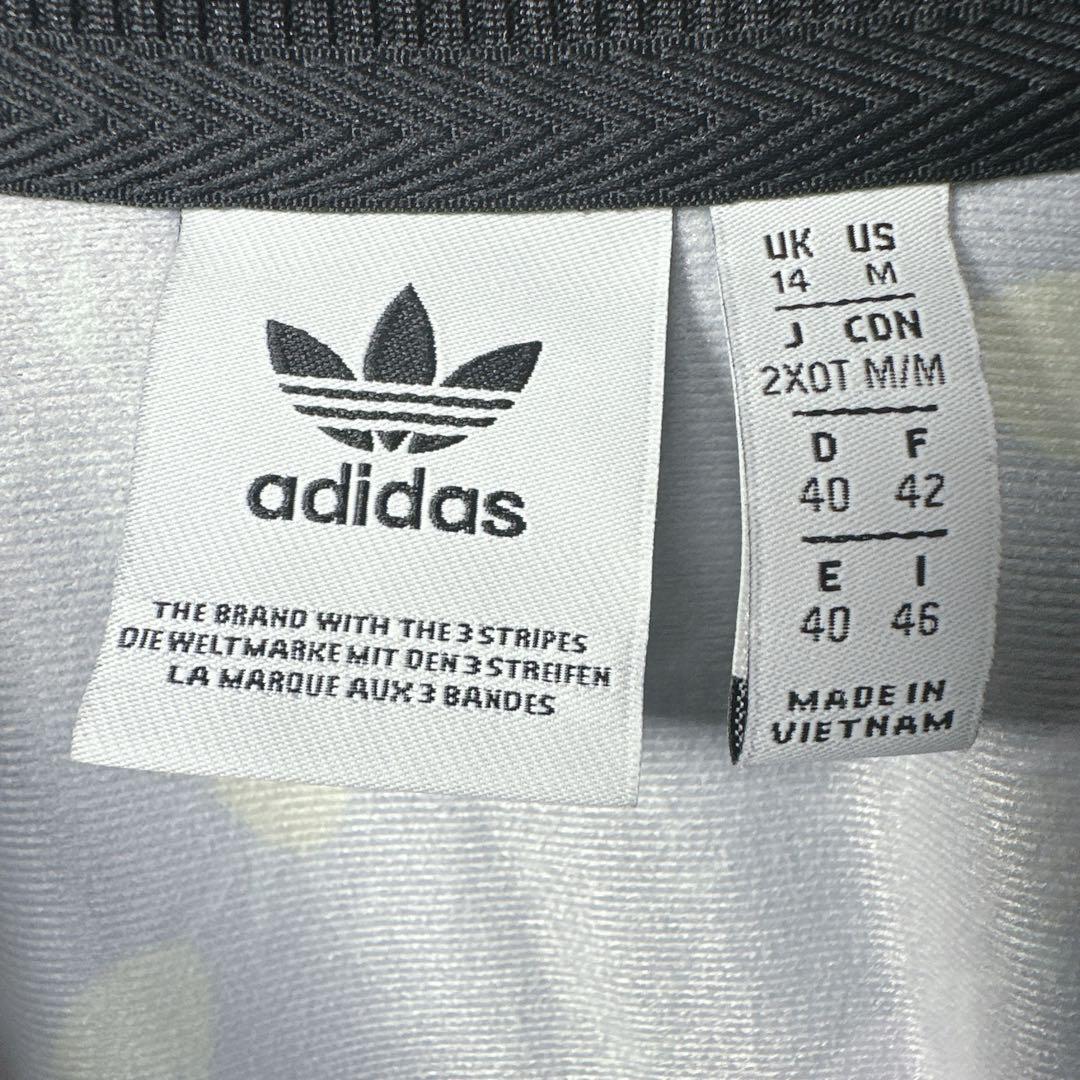 adidas
THE BRAND WITH THE 3 STRIPES
DIE WELTMARKE MIT DEN 3 STREIFEN
LA MARQUE AUX 3 BANDES
UK US
14 M
J CDN
2XOT M/M
D F
40 42
E I
40 46
MADE IN
VIETNAM